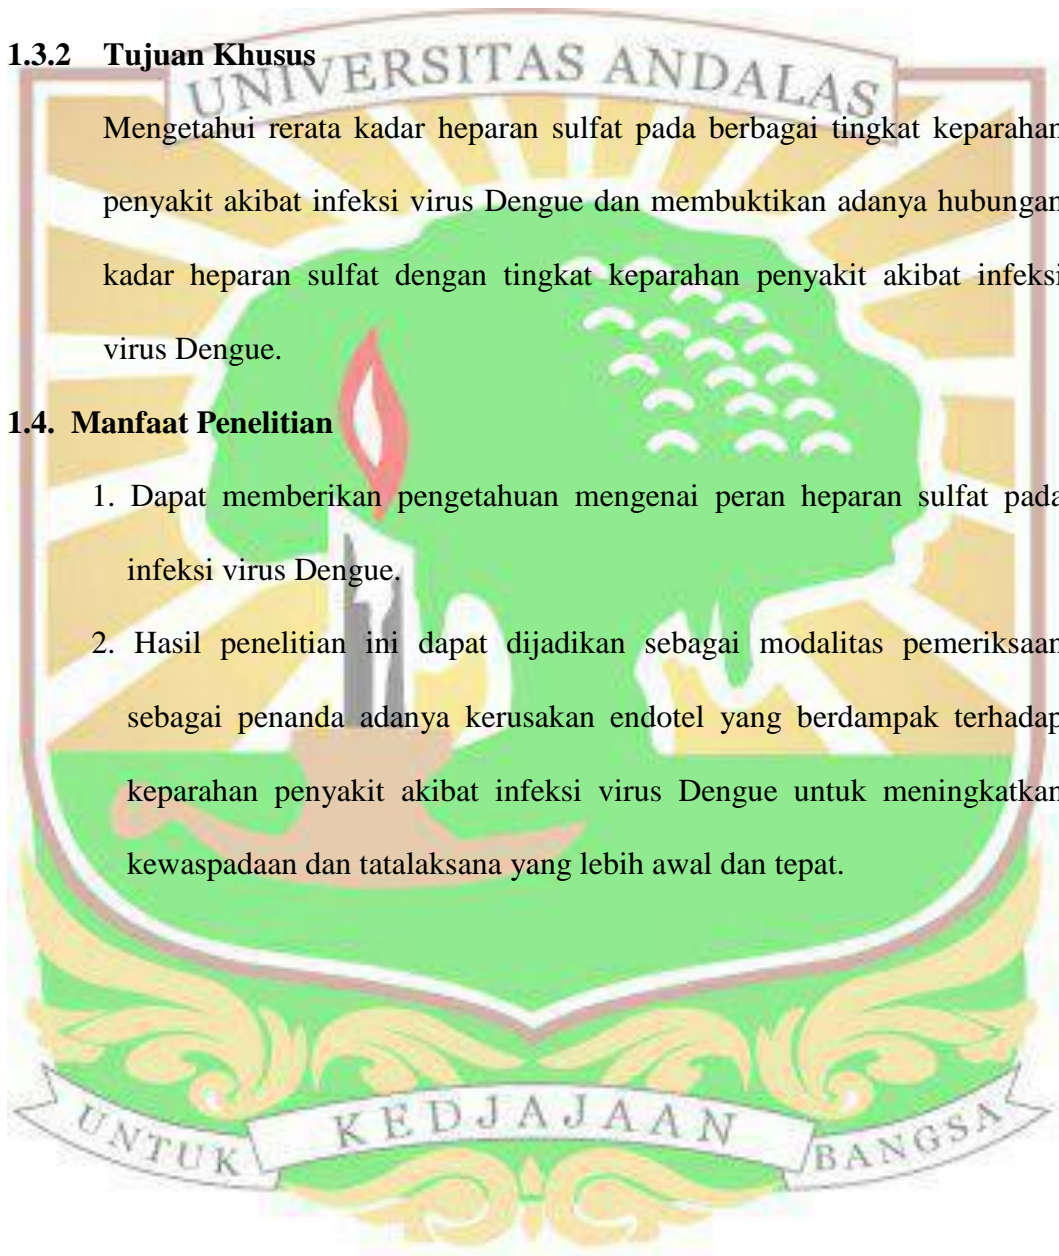 1.3.2 Tujuan Khusus
UNIVERSITAS ANDALAS
Mengetahui rerata kadar heparan sulfat pada berbagai tingkat keparahan
penyakit akibat infeksi virus Dengue dan membuktikan adanya hubungan
kadar heparan sulfat dengan tingkat keparahan penyakit akibat infeksi
virus Dengue.
1.4. Manfaat Penelitian
1. Dapat memberikan pengetahuan mengenai peran heparan sulfat pada
infeksi virus Dengue.
2. Hasil penelitian ini dapat dijadikan sebagai modalitas pemeriksaan
sebagai penanda adanya kerusakan endotel yang berdampak terhadap
keparahan penyakit akibat infeksi virus Dengue untuk meningkatkan
kewaspadaan dan tatalaksana yang lebih awal dan tepat.
UNTUK KEDJAJAAN BANGSA